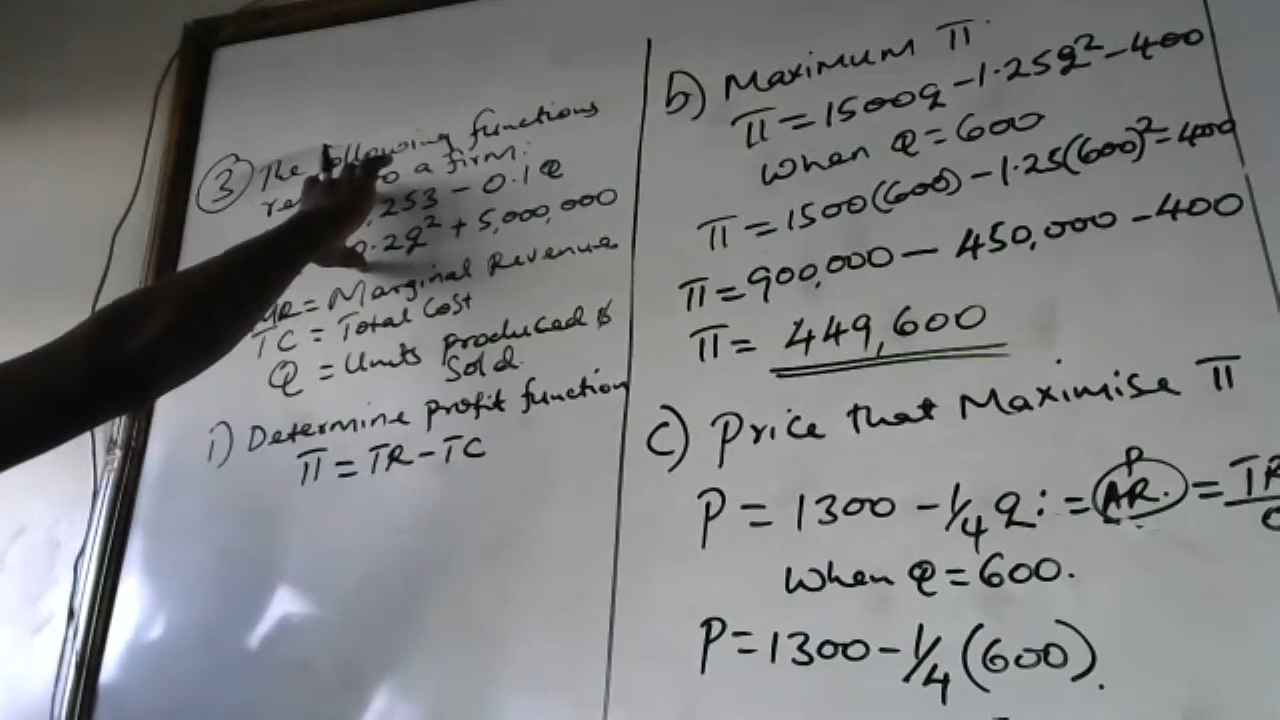 ③ The following functions
a firm:
253 - 0.1Q
0.2q² + 5,000,000
MR = Marginal Revenue
TC = Total Cost
Q = Units produced &
Sold.
i) Determine profit function
π = TR - TC
b) Maximum π
π = 1500q - 1.25q² - 400
When Q = 600
π = 1500(600) - 1.25(600)² = 400
π = 900,000 - 450,000 - 400
π = 449,600
c) Price that Maximise π
P
P = 1300 - 1/4 q : = AR. = TR
When Q = 600.
P = 1300 - 1/4 (600).